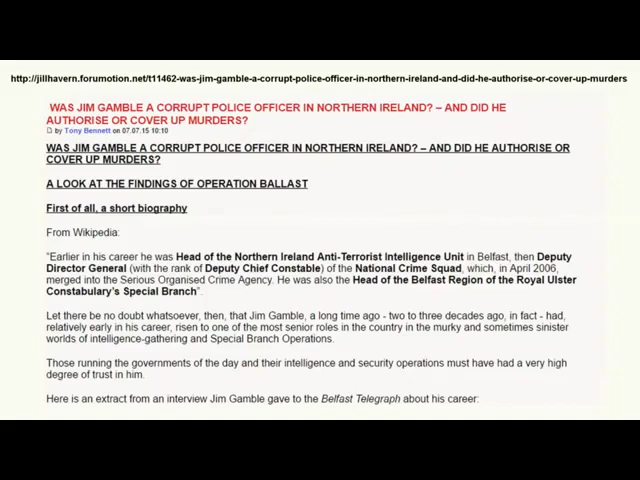 http://jillhavern.forumotion.net/t11462-was-jim-gamble-a-corrupt-police-officer-in-northern-ireland-and-did-he-authorise-or-cover-up-murders
WAS JIM GAMBLE A CORRUPT POLICE OFFICER IN NORTHERN IRELAND? – AND DID HE
AUTHORISE OR COVER UP MURDERS?
by Tony Bennett on 07.07.15 10:10
WAS JIM GAMBLE A CORRUPT POLICE OFFICER IN NORTHERN IRELAND? – AND DID HE AUTHORISE OR
COVER UP MURDERS?
A LOOK AT THE FINDINGS OF OPERATION BALLAST
First of all, a short biography
From Wikipedia:
"Earlier in his career he was Head of the Northern Ireland Anti-Terrorist Intelligence Unit in Belfast, then Deputy
Director General (with the rank of Deputy Chief Constable) of the National Crime Squad, which, in April 2006,
merged into the Serious Organised Crime Agency. He was also the Head of the Belfast Region of the Royal Ulster
Constabulary's Special Branch".
Let there be no doubt whatsoever, then, that Jim Gamble, a long time ago - two to three decades ago, in fact - had,
relatively early in his career, risen to one of the most senior roles in the country in the murky and sometimes sinister
worlds of intelligence-gathering and Special Branch Operations.
Those running the governments of the day and their intelligence and security operations must have had a very high
degree of trust in him.
Here is an extract from an interview Jim Gamble gave to the Belfast Telegraph about his career: